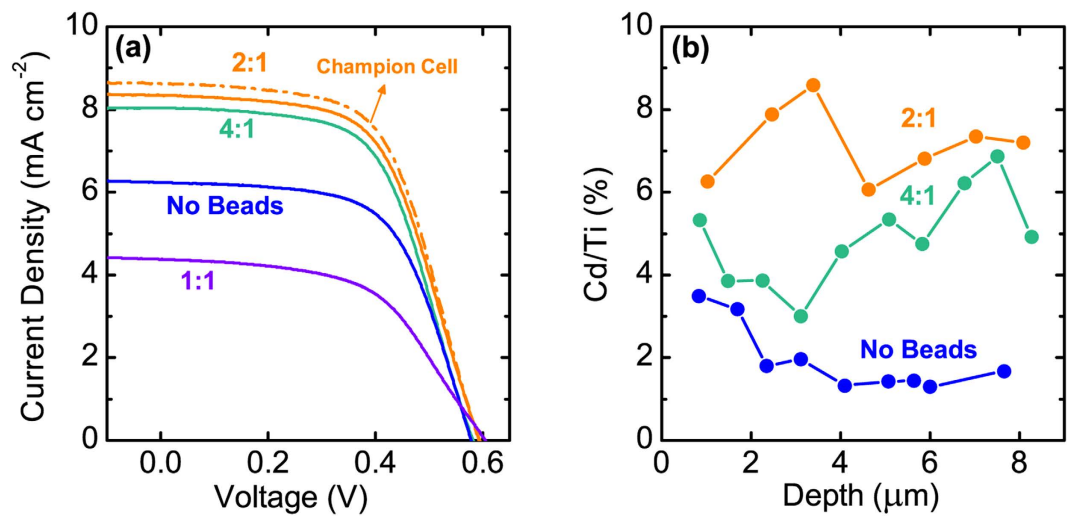 (a)
2:1
Champion Cell
4:1
No Beads
1:1
Current Density (mA cm⁻²)
10
8
6
4
2
0
0.0 0.2 0.4 0.6
Voltage (V)
(b)
2:1
4:1
No Beads
Cd/Ti (%)
10
8
6
4
2
0
0 2 4 6 8
Depth (μm)